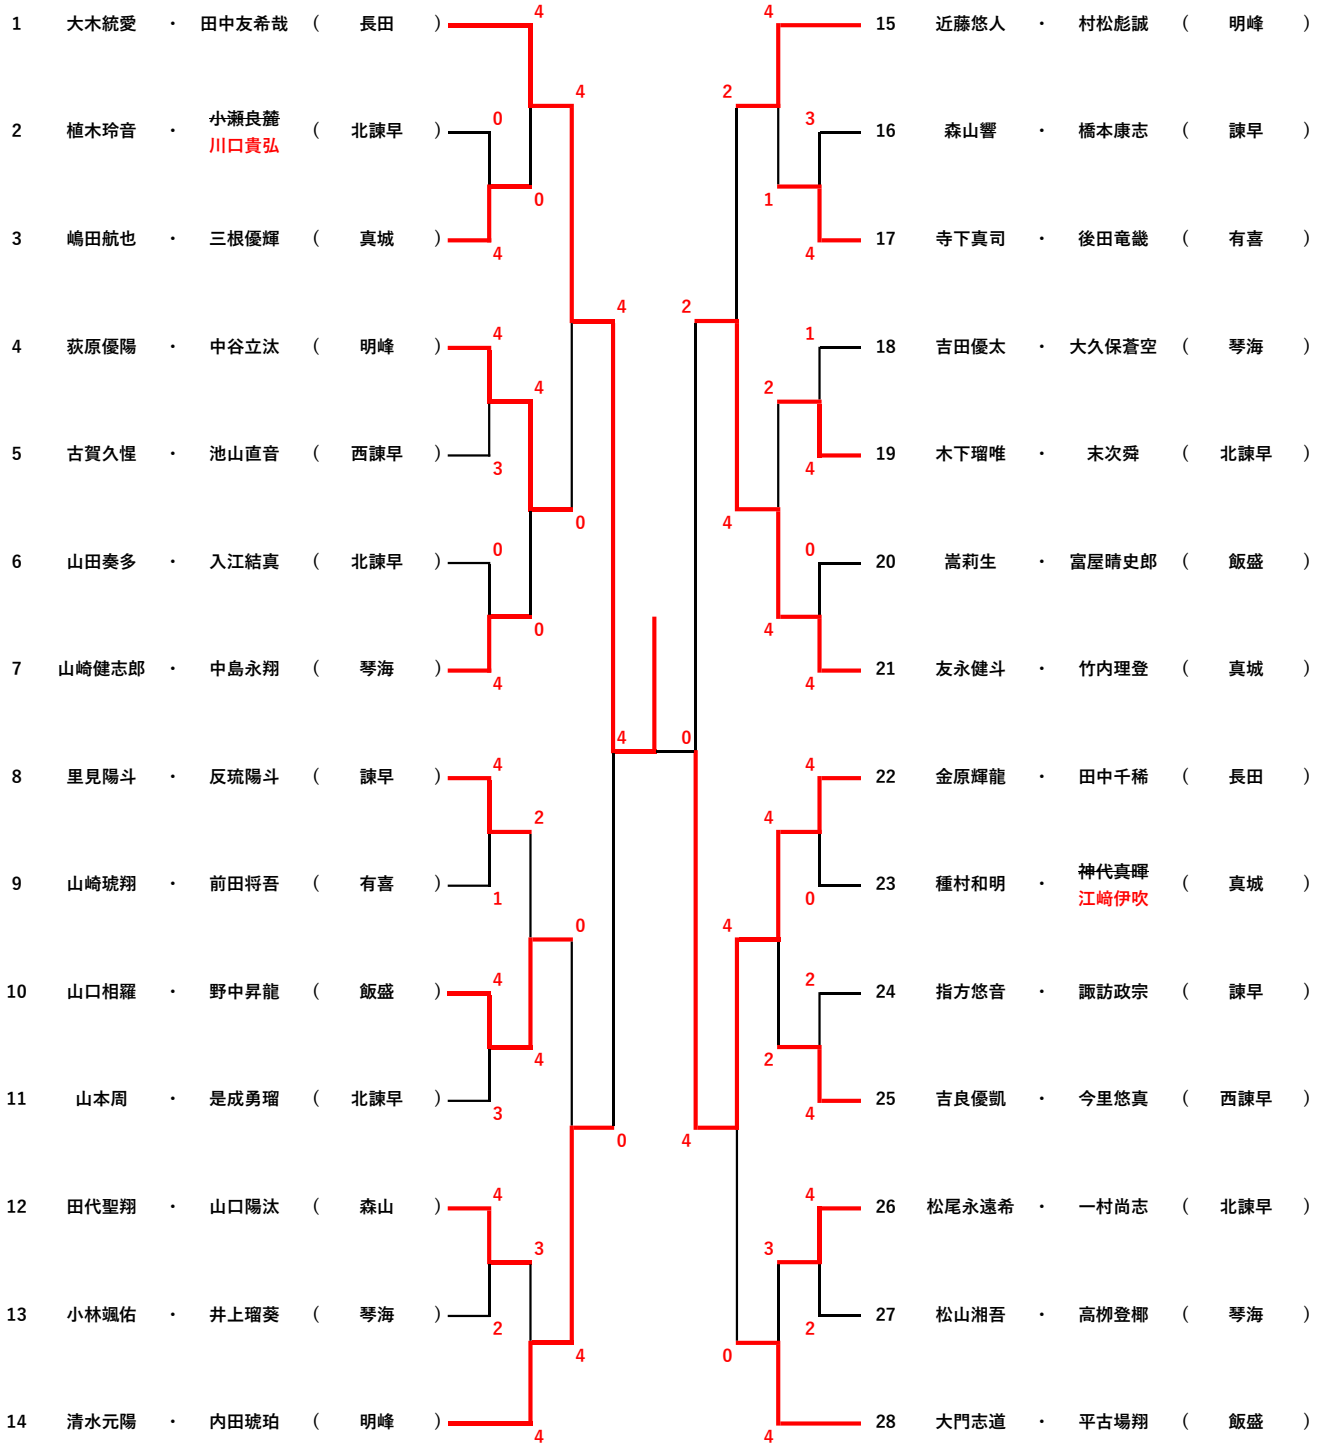 1 大木統愛 ・ 田中友希哉 ( 長田 )
2 植木玲音 ・ 小瀬良麓 川口貴弘 ( 北諫早 )
3 嶋田航也 ・ 三根優輝 ( 真城 )
4 荻原優陽 ・ 中谷立汰 ( 明峰 )
5 古賀久惺 ・ 池山直音 ( 西諫早 )
6 山田奏多 ・ 入江結真 ( 北諫早 )
7 山崎健志郎 ・ 中島永翔 ( 琴海 )
8 里見陽斗 ・ 反琉陽斗 ( 諫早 )
9 山崎琥翔 ・ 前田将吾 ( 有喜 )
10 山口相羅 ・ 野中昇龍 ( 飯盛 )
11 山本周 ・ 是成勇瑠 ( 北諫早 )
12 田代聖翔 ・ 山口陽汰 ( 森山 )
13 小林颯佑 ・ 井上瑠葵 ( 琴海 )
14 清水元陽 ・ 内田琥珀 ( 明峰 )
4
0
4
4
3
0
4
4
1
4
3
4
2
4
4
0
4
0
2
4
3
4
4
0
0
4
4
0
4
0
2
4
2
4
4
0
2
1
2
4
4
2
3
4
4
3
4
1
4
0
4
4
0
2
4
4
2
4
15 近藤悠人 ・ 村松彪誠 ( 明峰 )
16 森山響 ・ 橋本康志 ( 諫早 )
17 寺下真司 ・ 後田竜畿 ( 有喜 )
18 吉田優太 ・ 大久保蒼空 ( 琴海 )
19 木下瑠唯 ・ 末次舜 ( 北諫早 )
20 嵩莉生 ・ 富屋晴史郎 ( 飯盛 )
21 友永健斗 ・ 竹内理登 ( 真城 )
22 金原輝龍 ・ 田中千稀 ( 長田 )
23 種村和明 ・ 神代真暉 江﨑伊吹 ( 真城 )
24 指方悠音 ・ 諏訪政宗 ( 諫早 )
25 吉良優凱 ・ 今里悠真 ( 西諫早 )
26 松尾永遠希 ・ 一村尚志 ( 北諫早 )
27 松山湘吾 ・ 高栁登椰 ( 琴海 )
28 大門志道 ・ 平古場翔 ( 飯盛 )